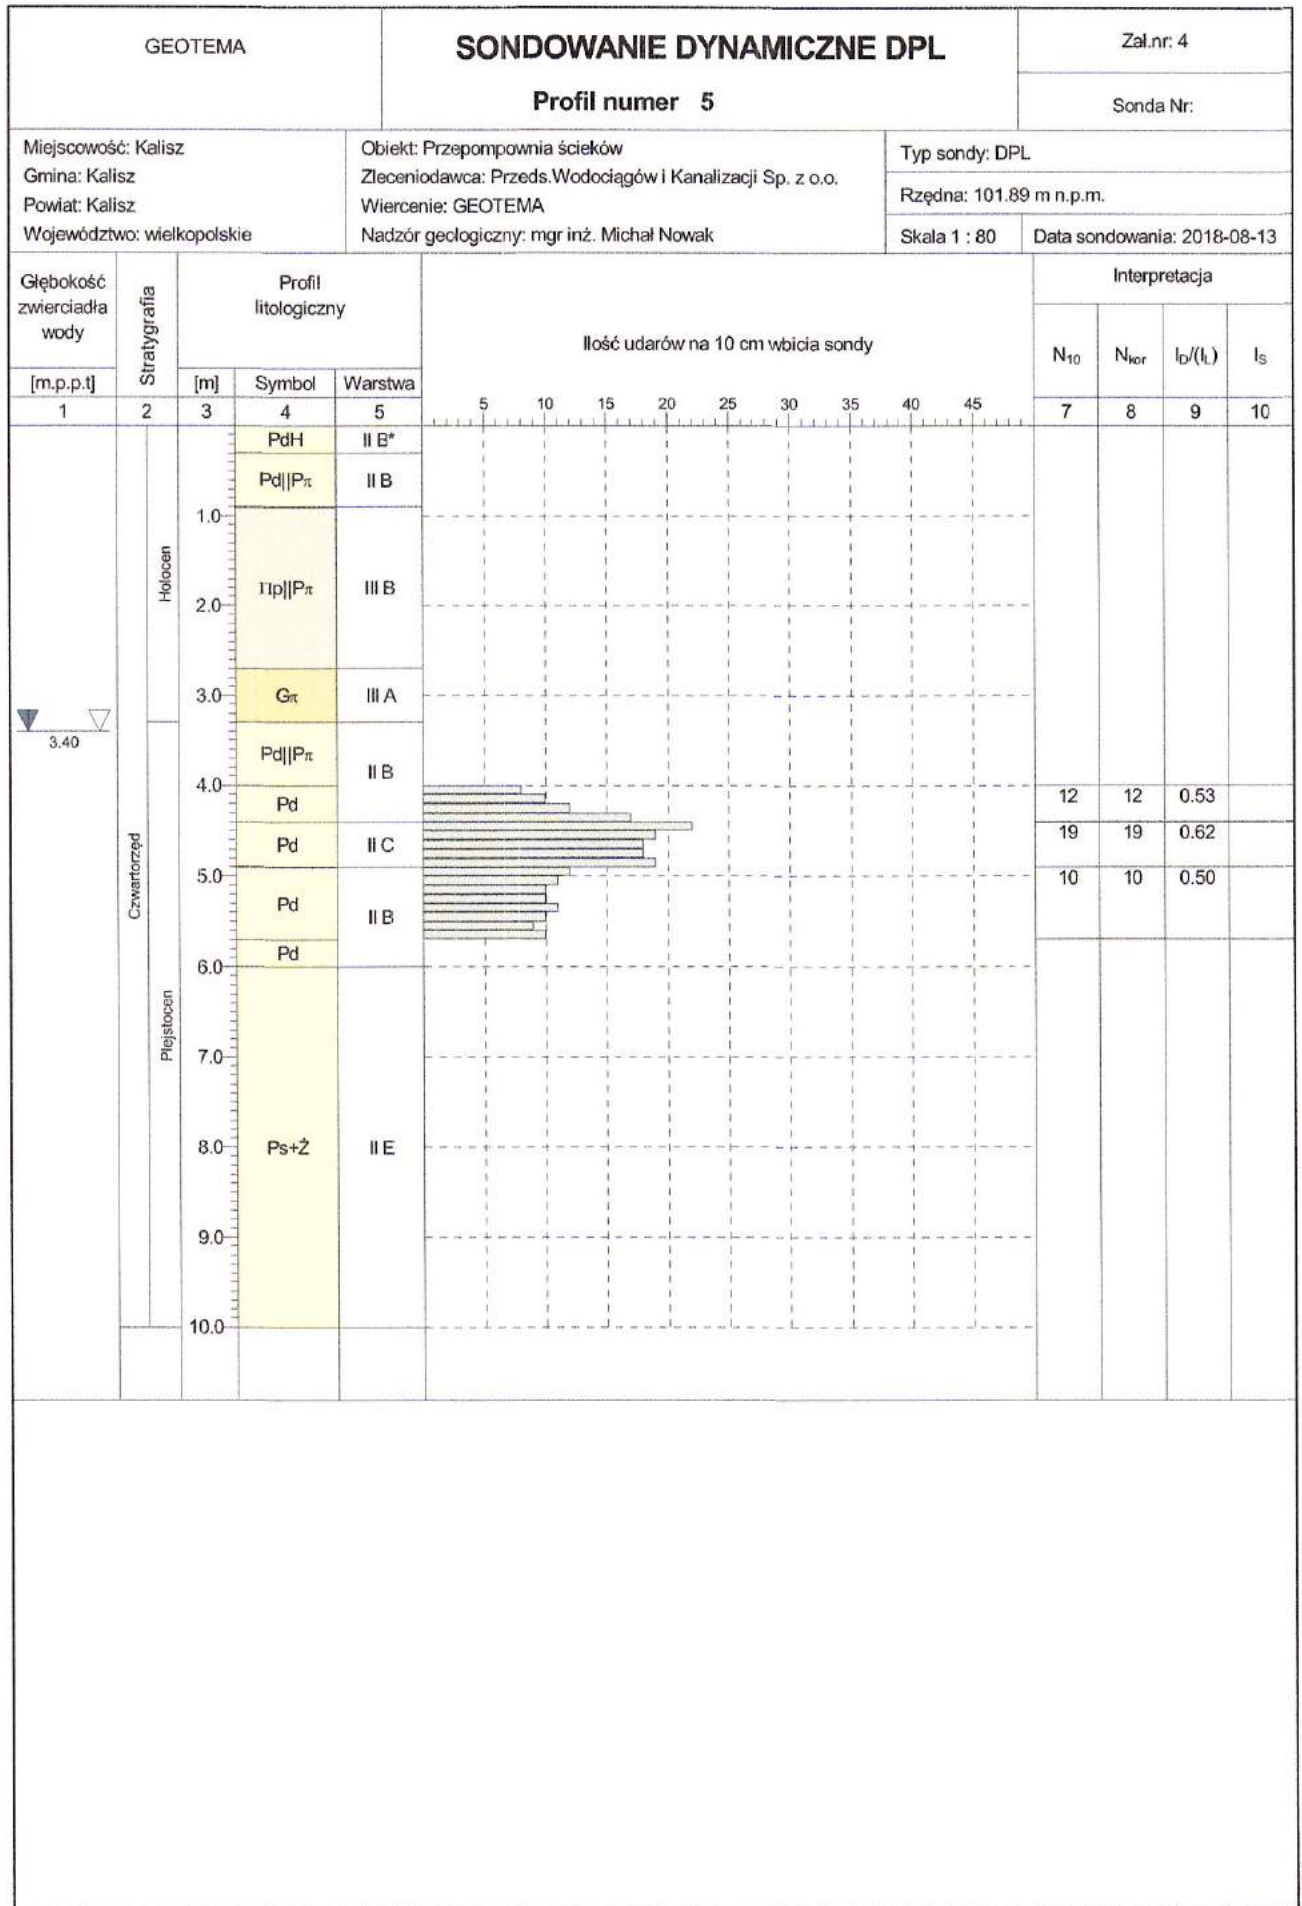 GEOTEMA
SONDOWANIE DYNAMICZNE DPL
Profil numer 5
Zał.nr: 4
Sonda Nr:
Miejscowość: Kalisz
Gmina: Kalisz
Powiat: Kalisz
Województwo: wielkopolskie
Obiekt: Przepompownia ścieków
Zleceniodawca: Przeds.Wodociągów i Kanalizacji Sp. z o.o.
Wiercenie: GEOTEMA
Nadzór geologiczny: mgr inż. Michał Nowak
Typ sondy: DPL
Rzędna: 101.89 m n.p.m.
Skala 1 : 80
Data sondowania: 2018-08-13
Głębokość
zwierciadła
wody
[m.p.p.t]
Stratygrafia
Profil
litologiczny
[m] Symbol Warstwa
Ilość udarów na 10 cm wbicia sondy
Interpretacja
N10 Nkor ID/(IL) IS
1 2 3 4 5
5 10 15 20 25 30 35 40 45
7 8 9 10
PdH II B*
Pd||Pπ II B
1.0
Holocen
Πp||Pπ III B
2.0
3.0 Gπ III A
3.40
Pd||Pπ
II B
4.0
Pd
12 12 0.53
Czwartorzęd
Pd II C
19 19 0.62
5.0
10 10 0.50
Pd
II B
Pd
6.0
Plejstocen
7.0
8.0 Ps+Ż II E
9.0
10.0